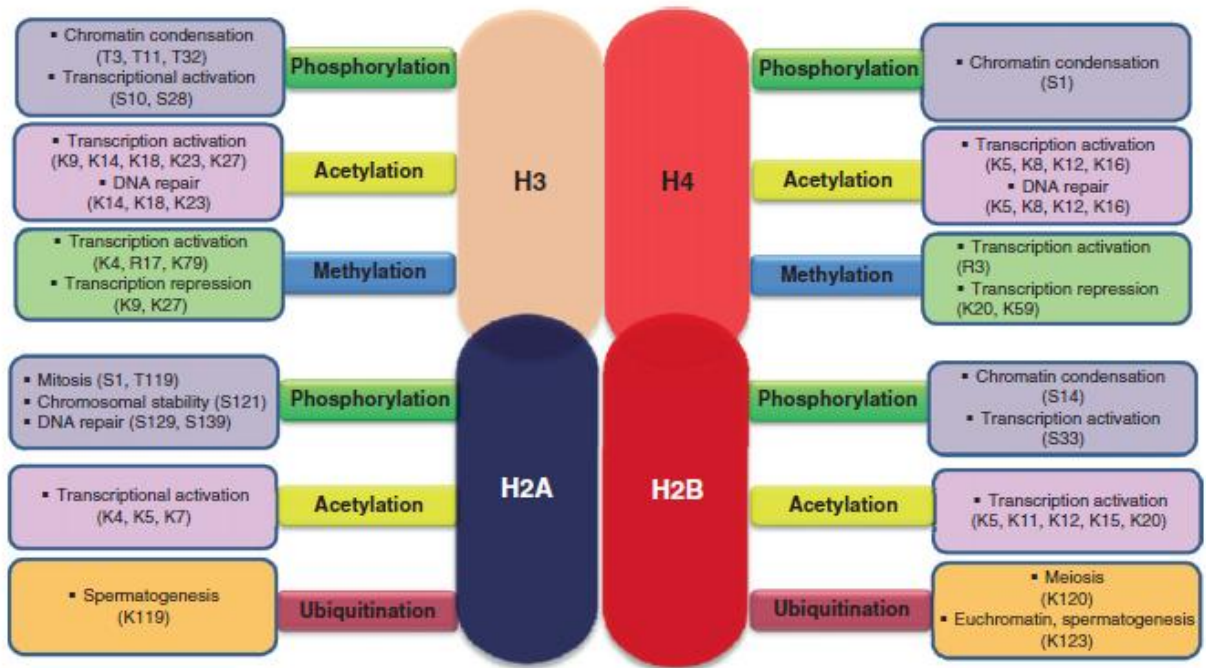 ▪ Chromatin condensation
(T3, T11, T32)
▪ Transcriptional activation
(S10, S28)
Phosphorylation
▪ Transcription activation
(K9, K14, K18, K23, K27)
▪ DNA repair
(K14, K18, K23)
Acetylation
▪ Transcription activation
(K4, R17, K79)
▪ Transcription repression
(K9, K27)
Methylation
H3
H4
Phosphorylation
▪ Chromatin condensation
(S1)
Acetylation
▪ Transcription activation
(K5, K8, K12, K16)
▪ DNA repair
(K5, K8, K12, K16)
Methylation
▪ Transcription activation
(R3)
▪ Transcription repression
(K20, K59)
▪ Mitosis (S1, T119)
▪ Chromosomal stability (S121)
▪ DNA repair (S129, S139)
Phosphorylation
▪ Transcriptional activation
(K4, K5, K7)
Acetylation
▪ Spermatogenesis
(K119)
Ubiquitination
H2A
H2B
Phosphorylation
▪ Chromatin condensation
(S14)
▪ Transcription activation
(S33)
Acetylation
▪ Transcription activation
(K5, K11, K12, K15, K20)
Ubiquitination
▪ Meiosis
(K120)
▪ Euchromatin, spermatogenesis
(K123)